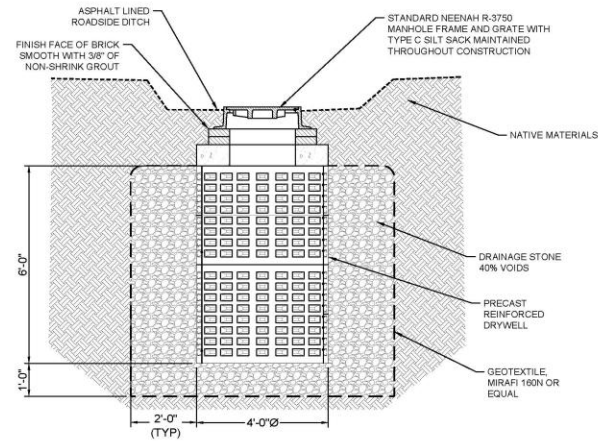 ASPHALT LINED
ROADSIDE DITCH
FINISH FACE OF BRICK
SMOOTH WITH 3/8" OF
NON-SHRINK GROUT
STANDARD NEENAH R-3750
MANHOLE FRAME AND GRATE WITH
TYPE C SILT SACK MAINTAINED
THROUGHOUT CONSTRUCTION
NATIVE MATERIALS
DRAINAGE STONE
40% VOIDS
PRECAST
REINFORCED
DRYWELL
GEOTEXTILE,
MIRAFI 160N OR
EQUAL
6'-0"
1'-0"
2'-0"
(TYP)
4'-0"Ø